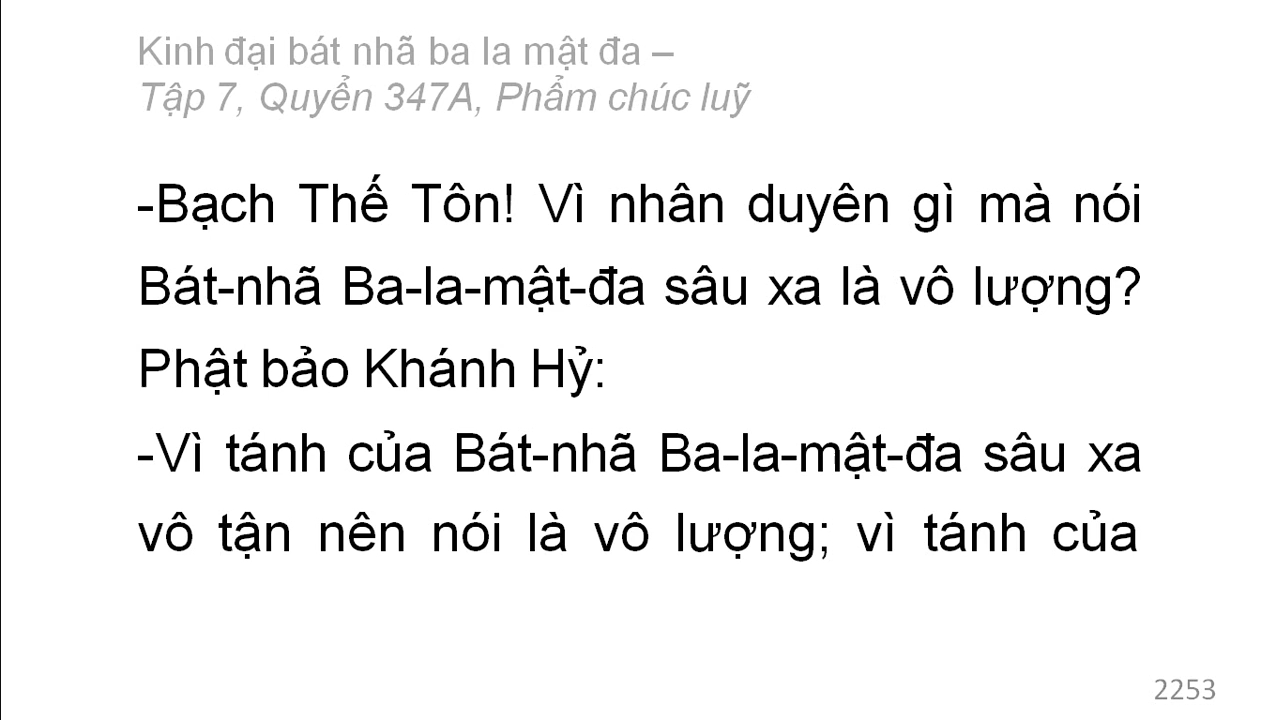 Kinh đại bát nhã ba la mật đa –
Tập 7, Quyển 347A, Phẩm chúc luỹ
-Bạch Thế Tôn! Vì nhân duyên gì mà nói
Bát-nhã Ba-la-mật-đa sâu xa là vô lượng?
Phật bảo Khánh Hỷ:
-Vì tánh của Bát-nhã Ba-la-mật-đa sâu xa
vô tận nên nói là vô lượng; vì tánh của
2253